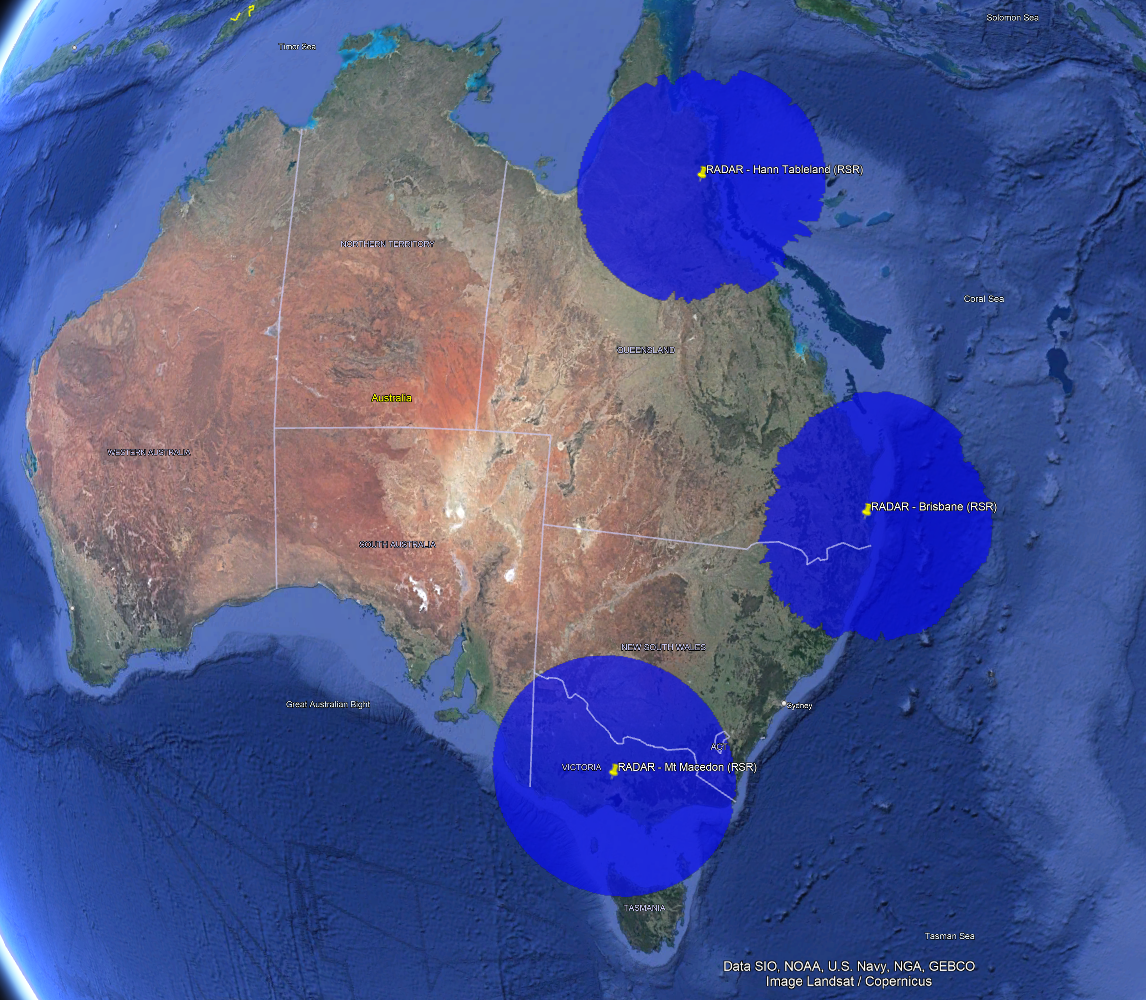 Solomon Sea
Timor Sea
RADAR - Hann Tableland (RSR)
NORTHERN TERRITORY
Coral Sea
QUEENSLAND
Australia
WESTERN AUSTRALIA
RADAR - Brisbane (RSR)
SOUTH AUSTRALIA
NEW SOUTH WALES
Great Australian Bight
Sydney
ACT
VICTORIA
RADAR - Mt Macedon (RSR)
TASMANIA
Tasman Sea
Data SIO, NOAA, U.S. Navy, NGA, GEBCO
Image Landsat / Copernicus